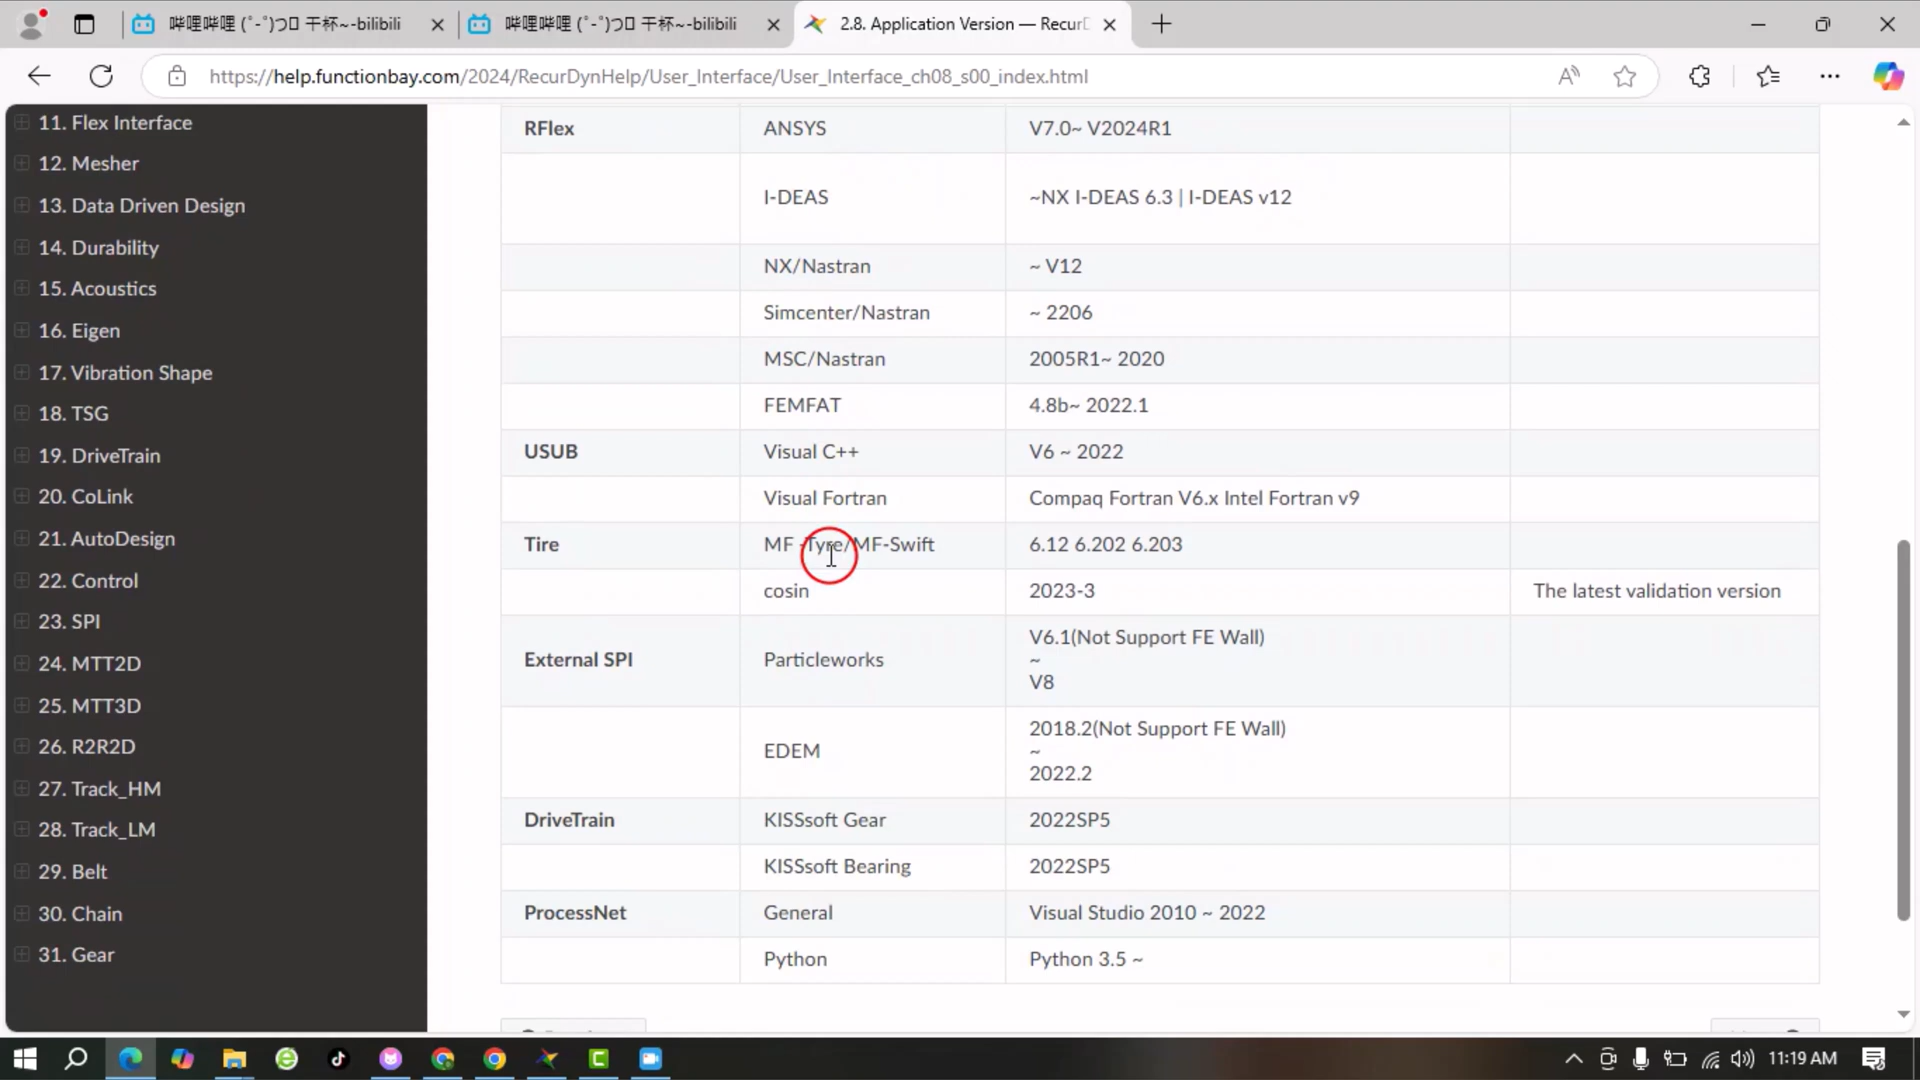 哔哩哔哩 (゜-゜)つロ 干杯~-bilibili
哔哩哔哩 (゜-゜)つロ 干杯~-bilibili
2.8. Application Version — RecurD
https://help.functionbay.com/2024/RecurDynHelp/User_Interface/User_Interface_ch08_s00_index.html
11. Flex Interface
12. Mesher
13. Data Driven Design
14. Durability
15. Acoustics
16. Eigen
17. Vibration Shape
18. TSG
19. DriveTrain
20. CoLink
21. AutoDesign
22. Control
23. SPI
24. MTT2D
25. MTT3D
26. R2R2D
27. Track_HM
28. Track_LM
29. Belt
30. Chain
31. Gear
RFlex ANSYS V7.0~ V2024R1
I-DEAS ~NX I-DEAS 6.3 | I-DEAS v12
NX/Nastran ~ V12
Simcenter/Nastran ~ 2206
MSC/Nastran 2005R1~ 2020
FEMFAT 4.8b~ 2022.1
USUB Visual C++ V6 ~ 2022
Visual Fortran Compaq Fortran V6.x Intel Fortran v9
Tire MF -Tyre/MF-Swift 6.12 6.202 6.203
cosin 2023-3 The latest validation version
External SPI Particleworks V6.1(Not Support FE Wall)
~
V8
EDEM 2018.2(Not Support FE Wall)
~
2022.2
DriveTrain KISSsoft Gear 2022SP5
KISSsoft Bearing 2022SP5
ProcessNet General Visual Studio 2010 ~ 2022
Python Python 3.5 ~
11:19 AM